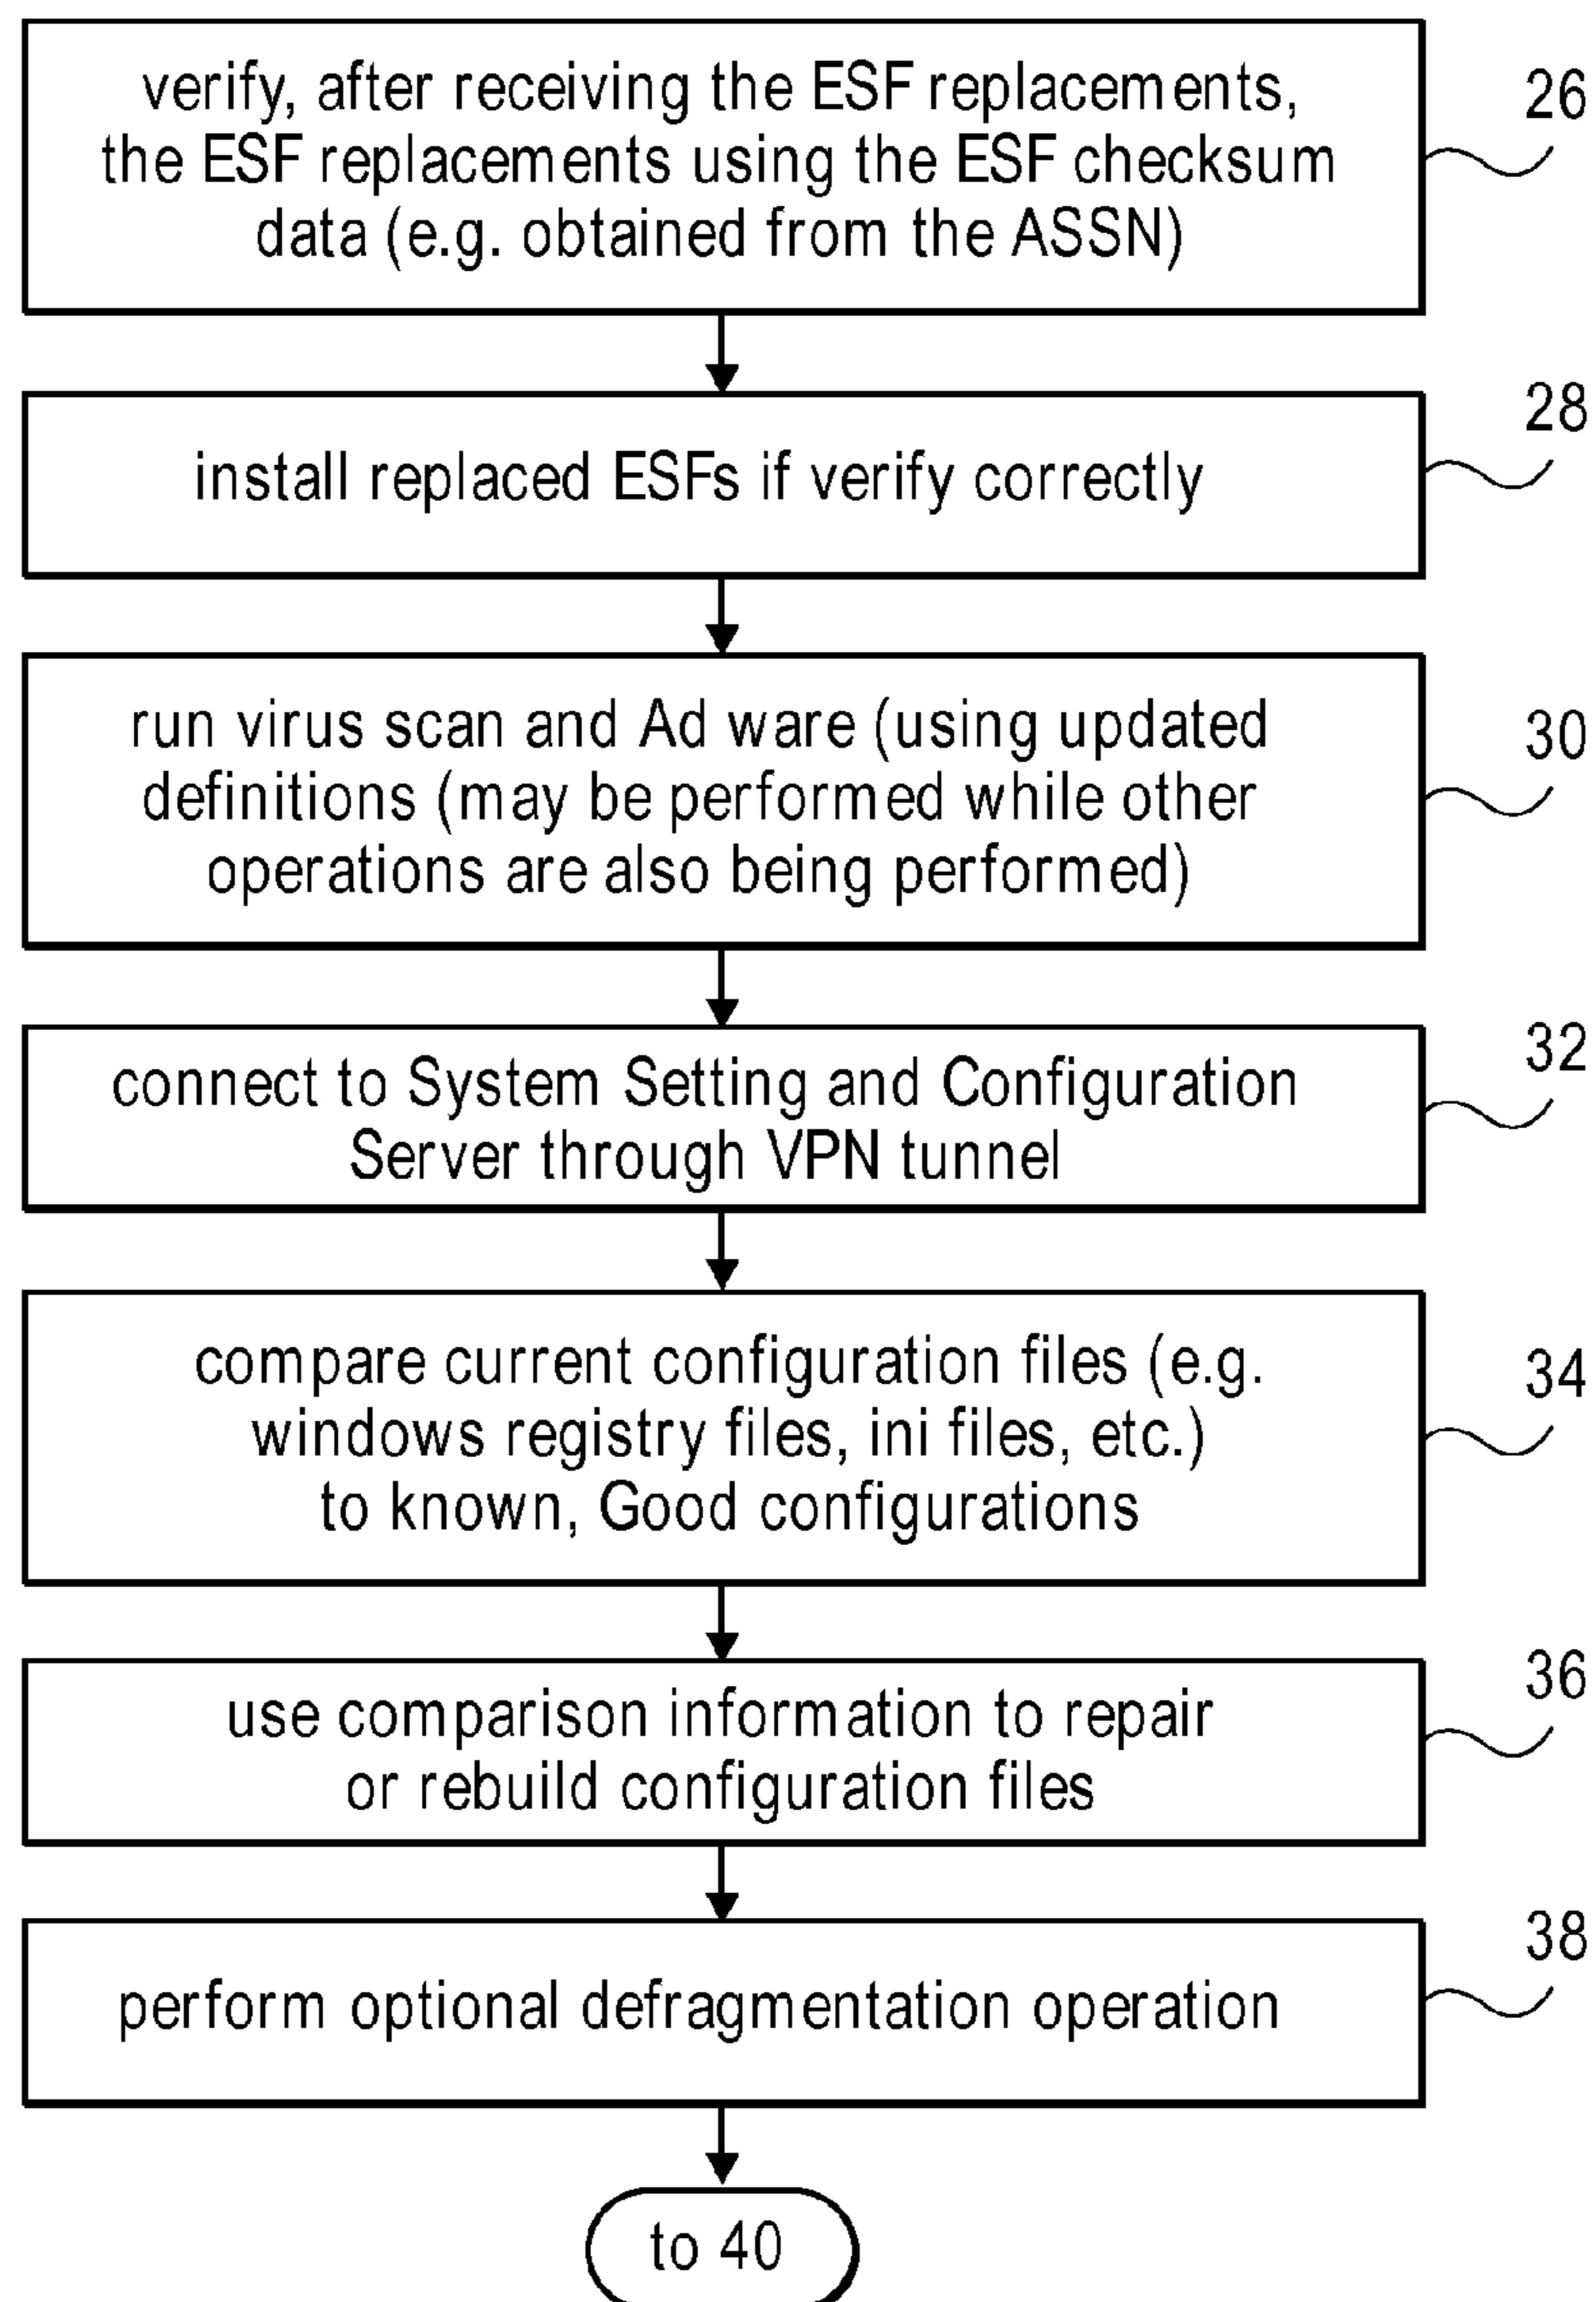 verify, after receiving the ESF replacements,
the ESF replacements using the ESF checksum
data (e.g. obtained from the ASSN)
26
install replaced ESFs if verify correctly
28
run virus scan and Ad ware (using updated
definitions (may be performed while other
operations are also being performed)
30
connect to System Setting and Configuration
Server through VPN tunnel
32
compare current configuration files (e.g.
windows registry files, ini files, etc.)
to known, Good configurations
34
use comparison information to repair
or rebuild configuration files
36
perform optional defragmentation operation
38
to 40